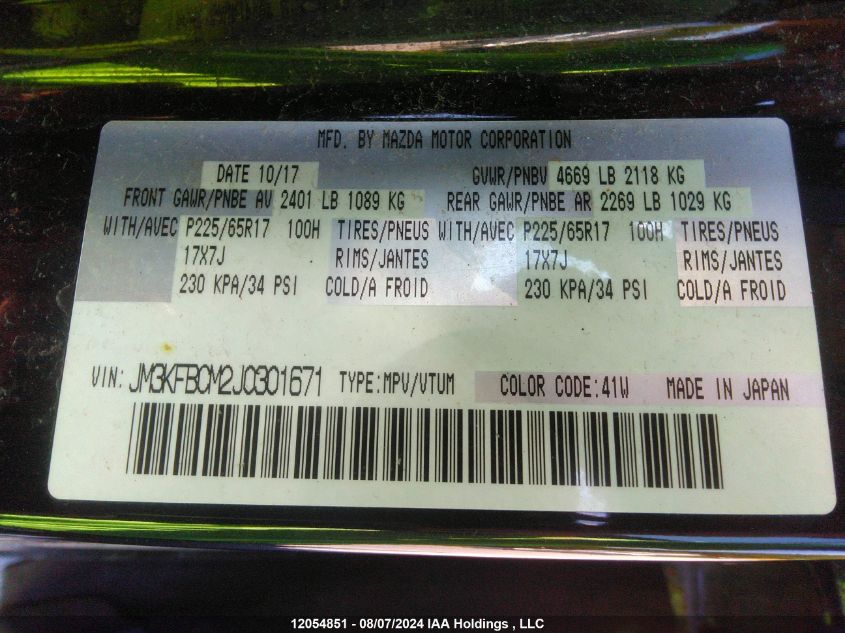 MFD. BY MAZDA MOTOR CORPORATION
DATE 10/17 GVWR/PNBV 4669 LB 2118 KG
FRONT GAWR/PNBE AV 2401 LB 1089 KG REAR GAWR/PNBE AR 2269 LB 1029 KG
WITH/AVEC P225/65R17 100H TIRES/PNEUS WITH/AVEC P225/65R17 100H TIRES/PNEUS
17X7J RIMS/JANTES 17X7J RIMS/JANTES
230 KPA/34 PSI COLD/A FROID 230 KPA/34 PSI COLD/A FROID
VIN: JM3KFBCM2J0301671 TYPE:MPV/VTUM COLOR CODE:41W MADE IN JAPAN
12054851 - 08/07/2024 IAA Holdings , LLC